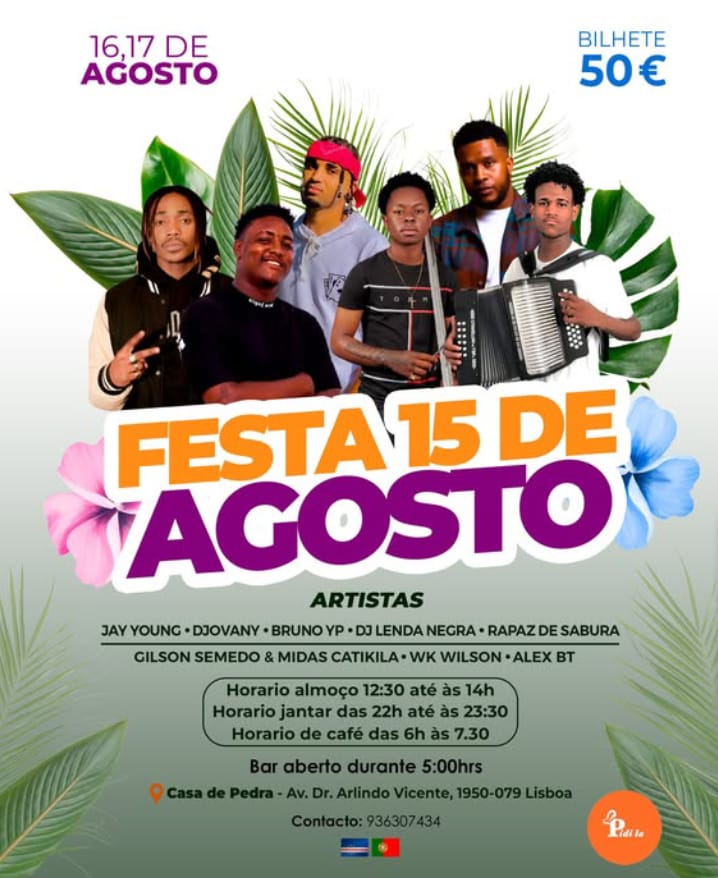 16,17 DE
AGOSTO
BILHETE
50€
FESTA 15 DE
AGOSTO
ARTISTAS
JAY YOUNG • DJOVANY • BRUNO YP • DJ LENDA NEGRA • RAPAZ DE SABURA
GILSON SEMEDO & MIDAS CATIKILA • WK WILSON • ALEX BT
Horario almoço 12:30 até às 14h
Horario jantar das 22h até às 23:30
Horario de café das 6h às 7.30
Bar aberto durante 5:00hrs
Casa de Pedra - Av. Dr. Arlindo Vicente, 1950-079 Lisboa
Contacto: 936307434
Pidi la